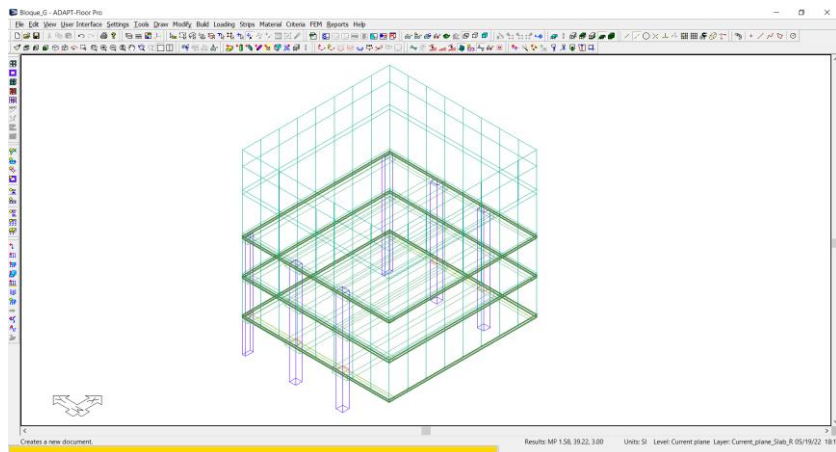 Bloque_G - ADAPT-Floor Pro
File Edit View User Interface Settings Tools Draw Modify Build Loading Strips Material Criteria FEM Reports Help
Creates a new document. Results: MP 1.58, 39.22, 3.00 Units: SI Level: Current plane Layer: Current_plane_Slab_R 05/19/22 18:1